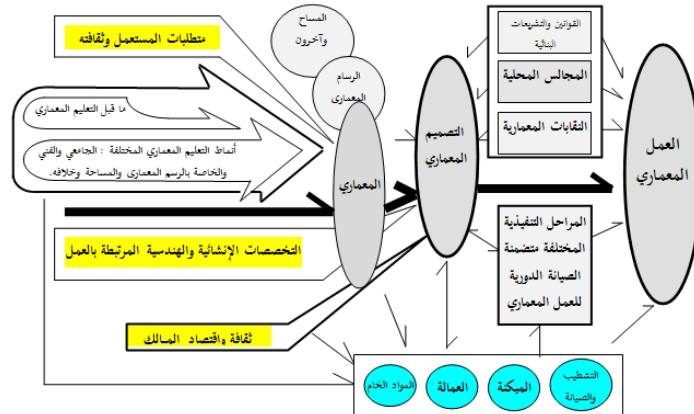 المساح
وآخرون
الرسام
المعمارى
متطلبات المستعمل وثقافته
ما قبل التعليم المعماري
أنماط التعليم المعماري المختلفة : الجامعي والفني
والخاصة بالرسم المعمارى والمساحة وخلافه.
المعماري
التخصصات الإنشائية والهندسية المرتبطة بالعمل
ثقافة واقتصاد المالك
التصميم
المعماري
القوانين والتشريعات
البنائية
المجالس المحلية
النقابات المعمارية
المراحل التنفيذية
المختلفة متضمنة
الصيانة الدورية
للعمل المعماري
العمل
المعماري
المواد الخام
العمالة
الميكنة
التشطيب
والصيانة